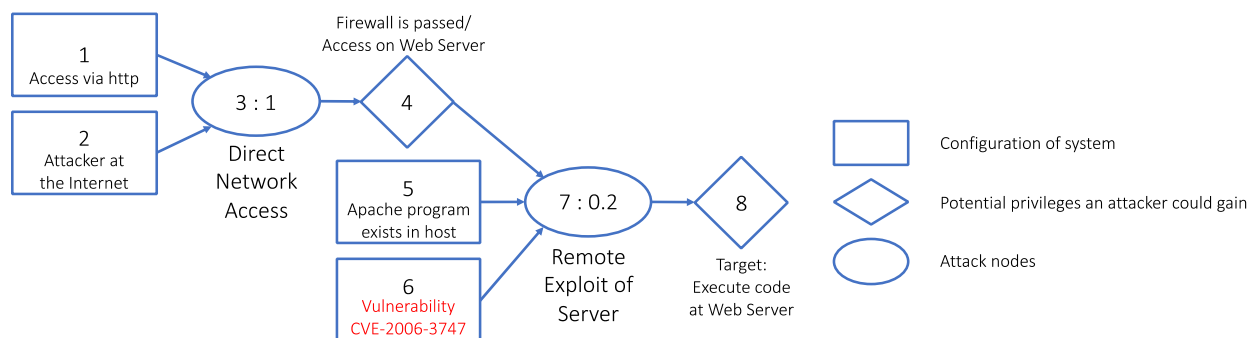 1
Access via http
2
Attacker at
the Internet
3 : 1
Direct
Network
Access
Firewall is passed/
Access on Web Server
4
5
Apache program
exists in host
6
Vulnerability
CVE-2006-3747
7 : 0.2
Remote
Exploit of
Server
8
Target:
Execute code
at Web Server
Configuration of system
Potential privileges an attacker could gain
Attack nodes